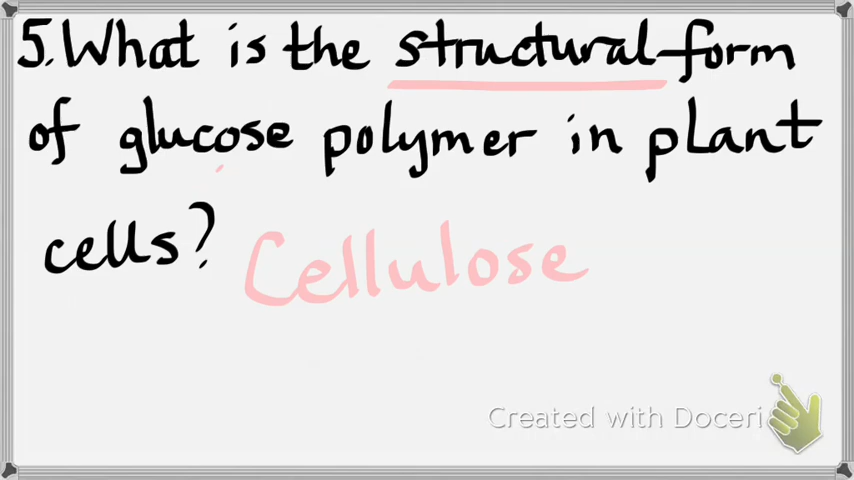 5. What is the structural form
of glucose polymer in plant
cells? Cellulose
Created with Doceri